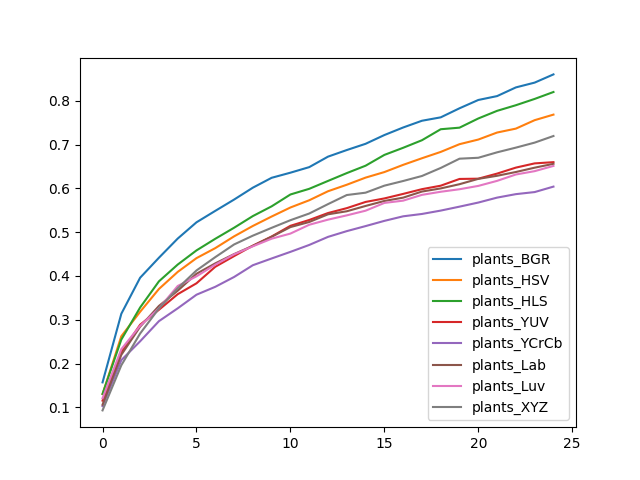 0.8
0.7
0.6
0.5
0.4
0.3
0.2
0.1
0 5 10 15 20 25
plants_BGR
plants_HSV
plants_HLS
plants_YUV
plants_YCrCb
plants_Lab
plants_Luv
plants_XYZ